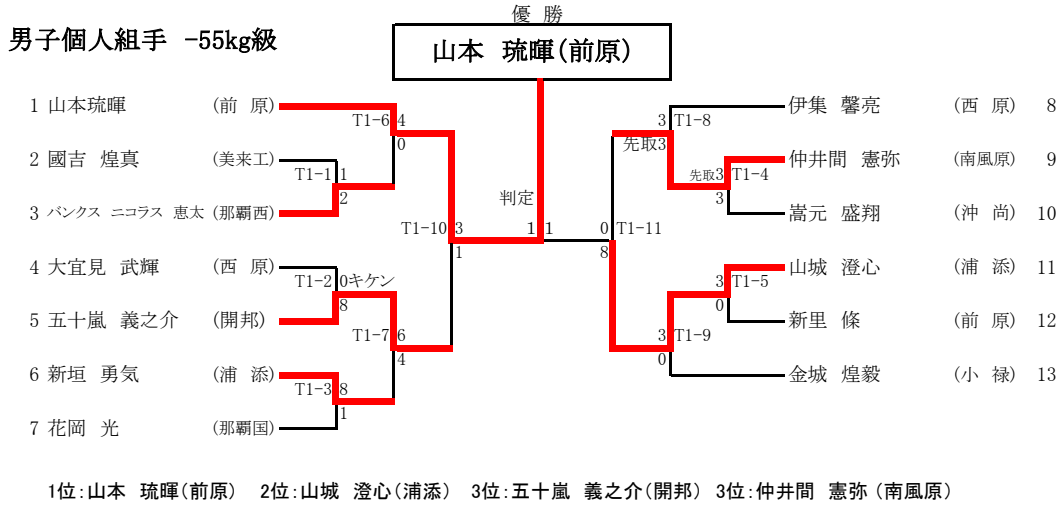 優 勝
男子個人組手 -55kg級
山本 琉暉(前原)
1 山本琉暉 (前 原)
伊集 馨亮 (西 原) 8
T1-6 4
3 T1-8
0
先取3
2 國吉 煌真 (美来工)
仲井間 憲弥 (南風原) 9
T1-1 1
先取3 T1-4
2
3
3 バンクス ニコラス 恵太 (那覇西)
嵩元 盛翔 (沖 尚) 10
判定
T1-10 3
1 1
0 T1-11
1
8
4 大宜見 武輝 (西 原)
山城 澄心 (浦 添) 11
T1-2 0キケン
3 T1-5
8
0
5 五十嵐 義之介 (開邦)
新里 條 (前 原) 12
T1-7 6
3 T1-9
4
0
6 新垣 勇気 (浦 添)
金城 煌毅 (小 禄) 13
T1-3 8
1
7 花岡 光 (那覇国)
1位:山本 琉暉(前原) 2位:山城 澄心(浦添) 3位:五十嵐 義之介(開邦) 3位:仲井間 憲弥 (南風原)